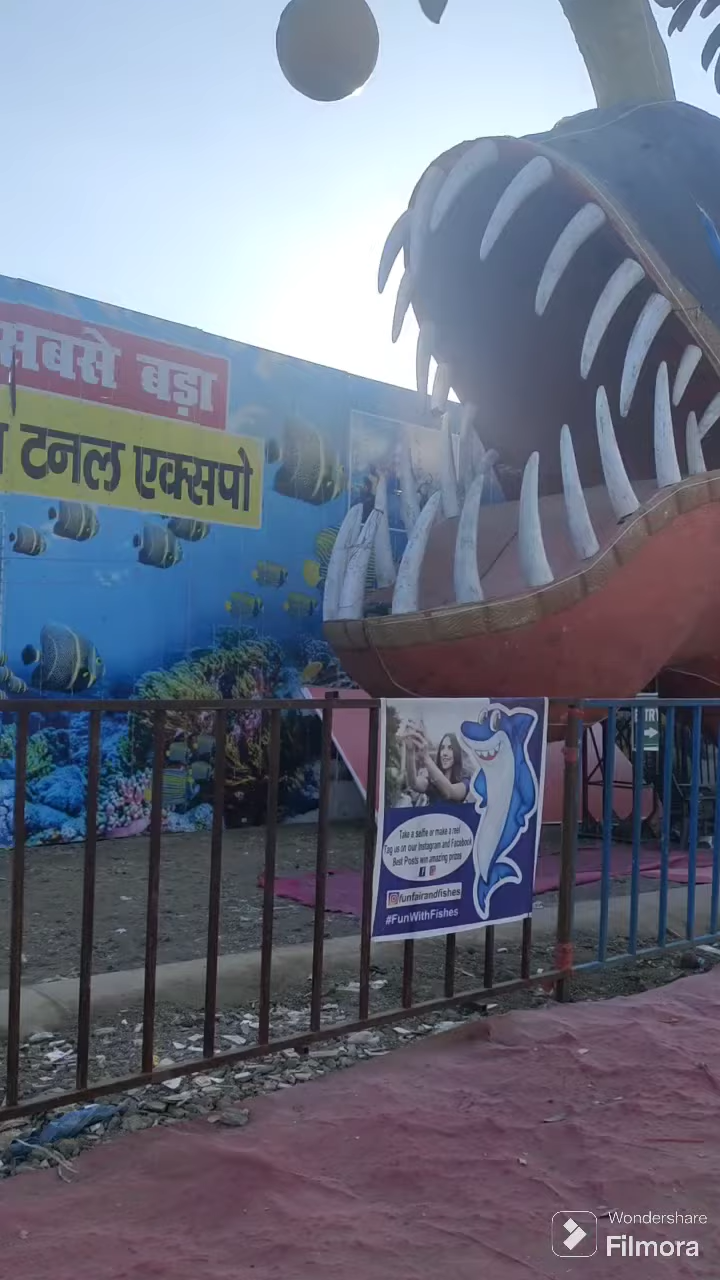 सबसे बड़ा
टनल एक्सपो
TRY
Take a selfie or make a reel
Tag us on our Instagram and Facebook
Best Posts win amazing prizes
funfairandfishes
#FunWithFishes
Wondershare
Filmora